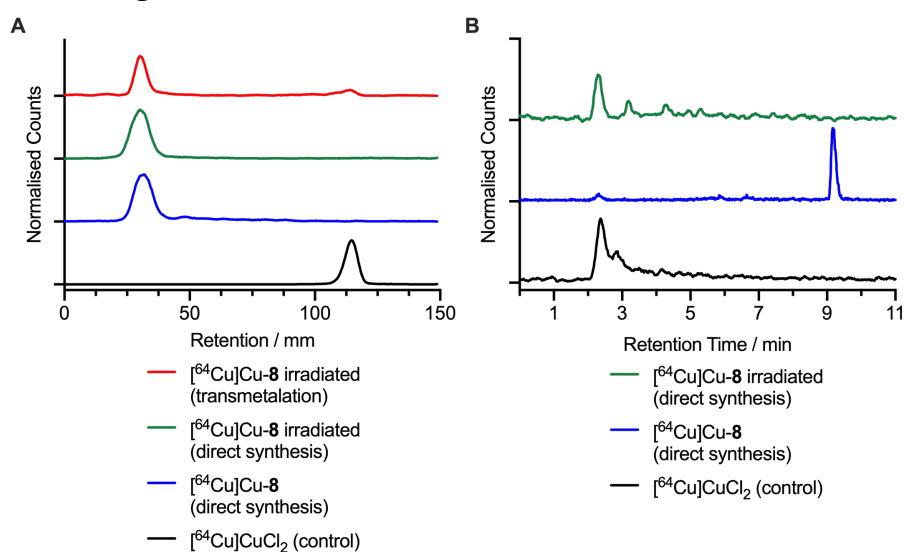 A
Normalised Counts
0 50 100 150
Retention / mm
[⁶⁴Cu]Cu-8 irradiated
(transmetalation)
[⁶⁴Cu]Cu-8 irradiated
(direct synthesis)
[⁶⁴Cu]Cu-8
(direct synthesis)
[⁶⁴Cu]CuCl₂ (control)
B
Normalised Counts
1 3 5 7 9 11
Retention Time / min
[⁶⁴Cu]Cu-8 irradiated
(direct synthesis)
[⁶⁴Cu]Cu-8
(direct synthesis)
[⁶⁴Cu]CuCl₂ (control)